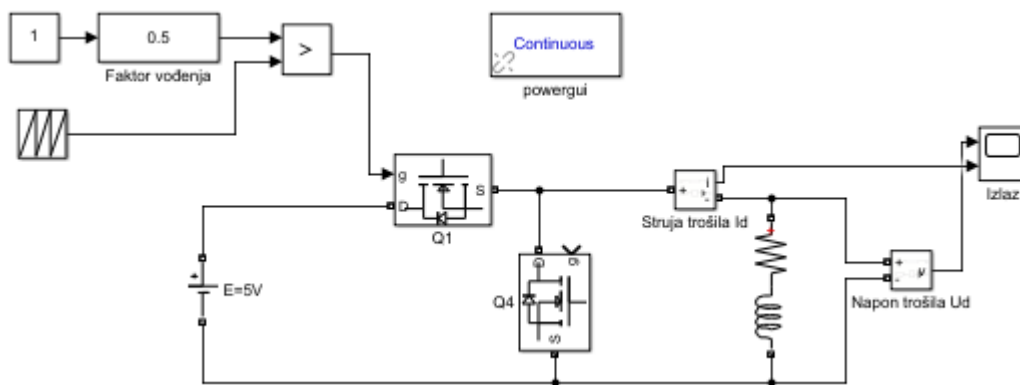 1
0.5
Faktor vođenja
>
Continuous
powergui
g
D
S
Q1
E=5V
Q4
D
g
S
+
i
-
Struja trošila Id
Izlaz
+
-
v
Napon trošila Ud
+